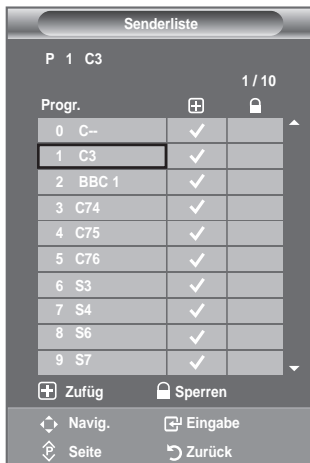 Senderliste
P 1 C3
1 / 10
Progr.
0 C--
1 C3
2 BBC 1
3 C74
4 C75
5 C76
6 S3
7 S4
8 S6
9 S7
Zufüg Sperren
Navig. Eingabe
Seite Zurück